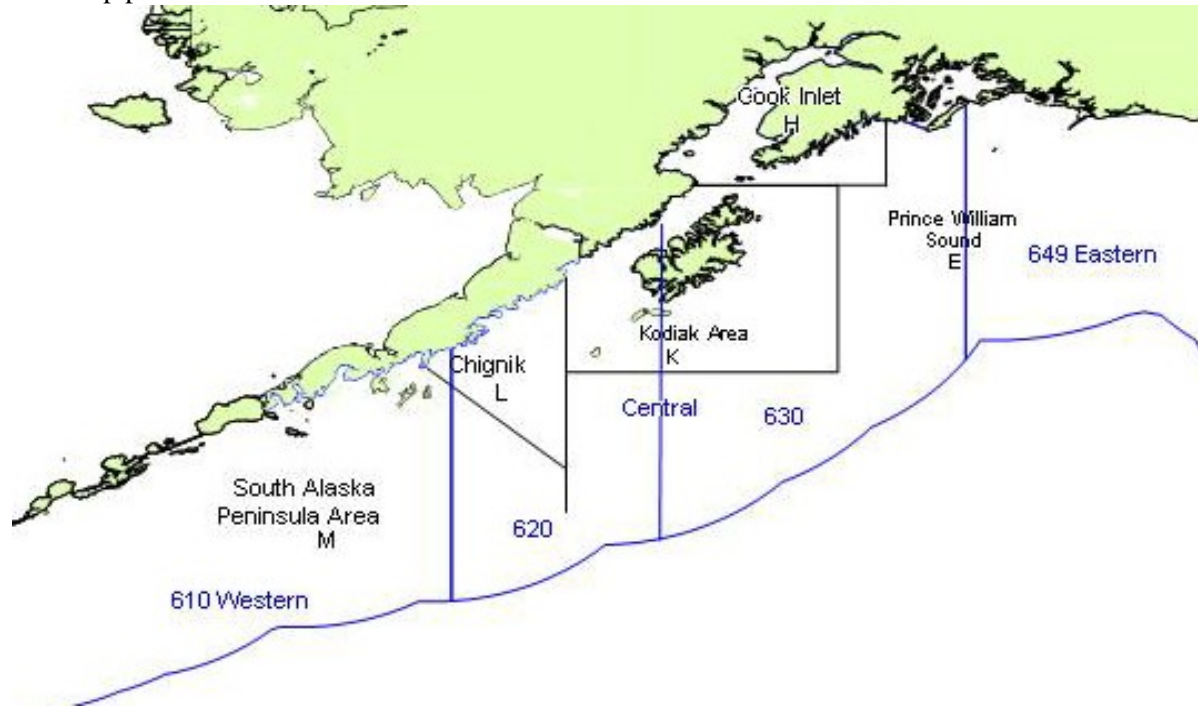 Cook Inlet
H
Prince William
Sound
E
649 Eastern
Kodiak Area
K
Chignik
L
Central
630
South Alaska
Peninsula Area
M
620
610 Western